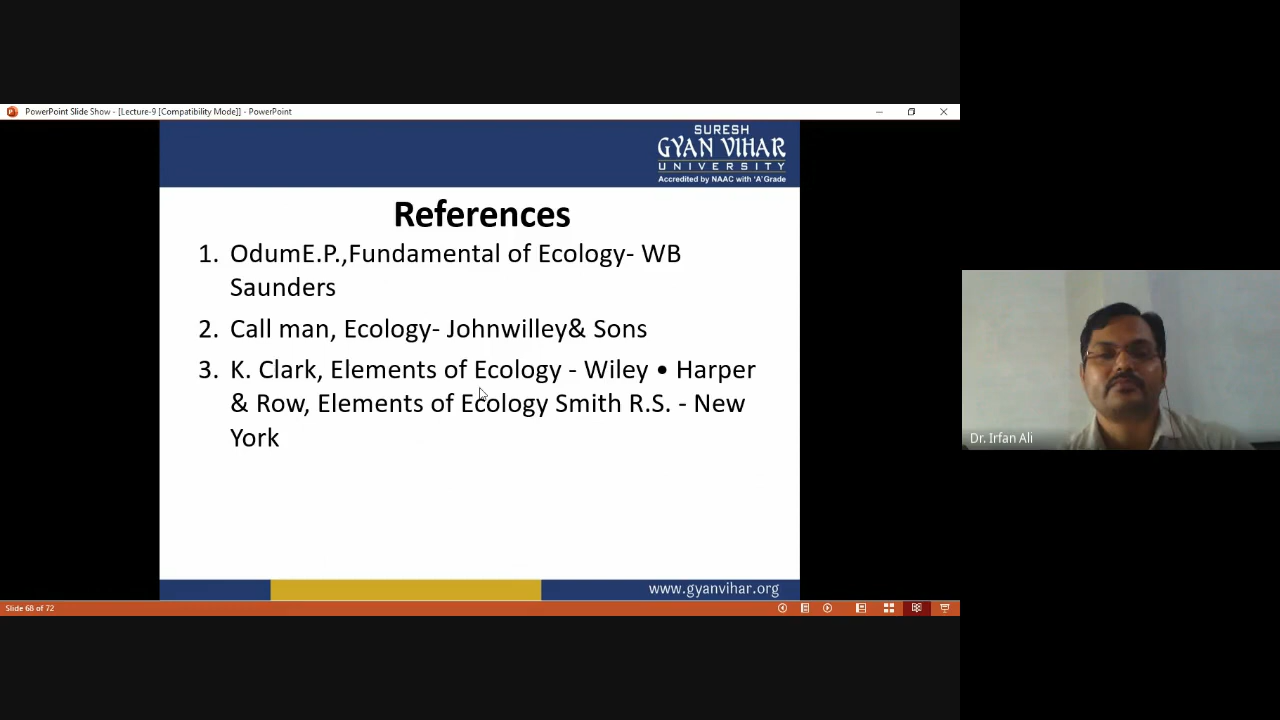 PowerPoint Slide Show - [Lecture-9 [Compatibility Mode]] - PowerPoint
SURESH
GYAN VIHAR
UNIVERSITY
Accredited by NAAC with 'A' Grade
References
1. OdumE.P.,Fundamental of Ecology- WB
Saunders
2. Call man, Ecology- Johnwilley& Sons
3. K. Clark, Elements of Ecology - Wiley • Harper
& Row, Elements of Ecology Smith R.S. - New
York
Dr. Irfan Ali
www.gyanvihar.org
Slide 68 of 72